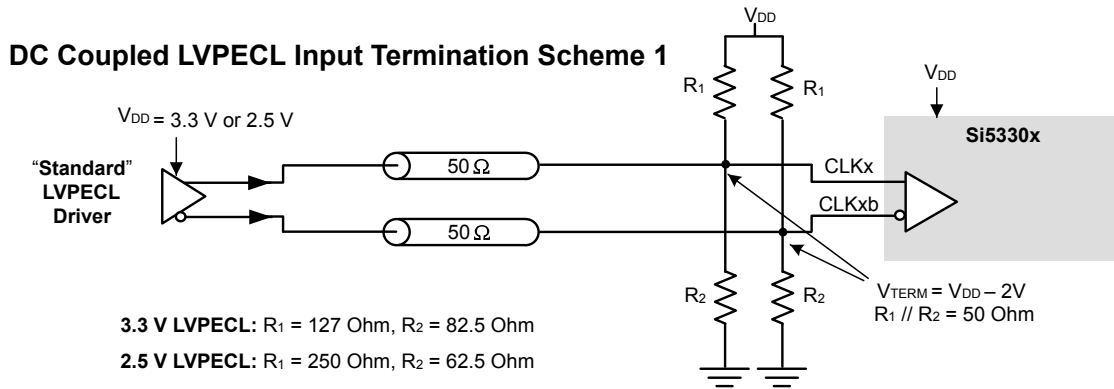 VDD
DC Coupled LVPECL Input Termination Scheme 1
R1
R1
VDD
VDD = 3.3 V or 2.5 V
Si5330x
“Standard”
LVPECL
Driver
50 Ω
CLKx
CLKxb
50 Ω
R2
R2
VTERM = VDD – 2V
R1 // R2 = 50 Ohm
3.3 V LVPECL: R1 = 127 Ohm, R2 = 82.5 Ohm
2.5 V LVPECL: R1 = 250 Ohm, R2 = 62.5 Ohm